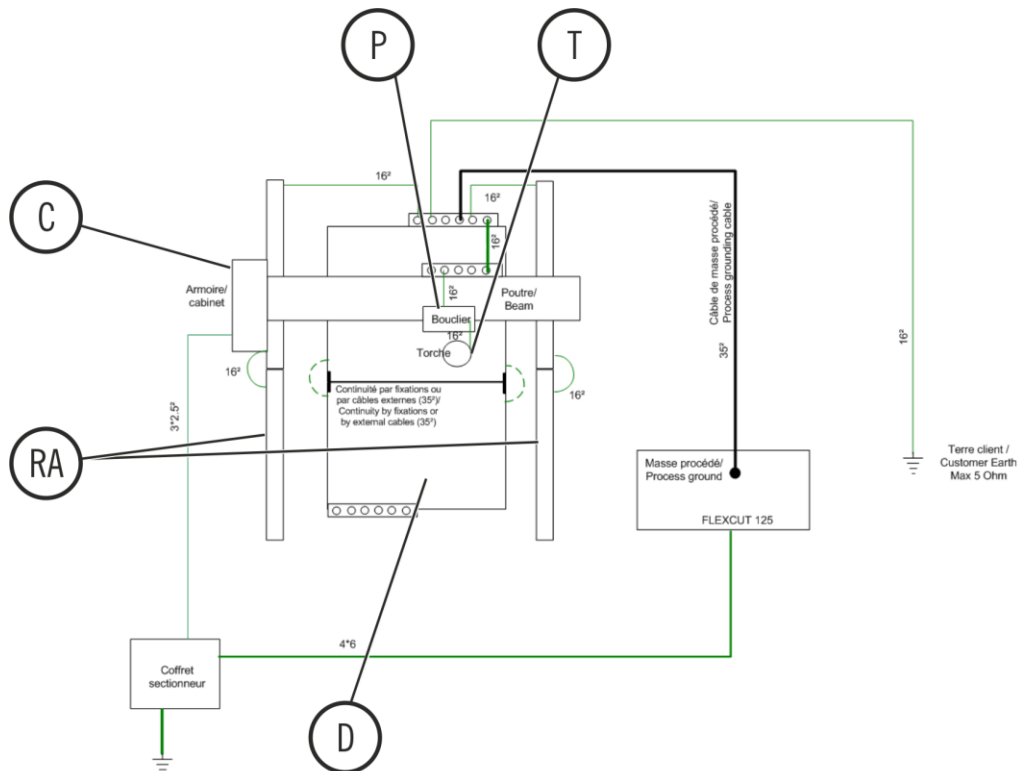 P
T
C
RA
D
16²
16²
16²
16²
Armoire/
cabinet
Poutre/
Beam
Bouclier
16²
Torche
16²
16²
3*2.5²
Continuité par fixations ou
par câbles externes (35²)/
Continuity by fixations or
by external cables (35²)
Câble de masse procédé/
Process grounding cable
35²
16²
Masse procédé/
Process ground
FLEXCUT 125
Terre client /
Customer Earth
Max 5 Ohm
4*6
Coffret
sectionneur